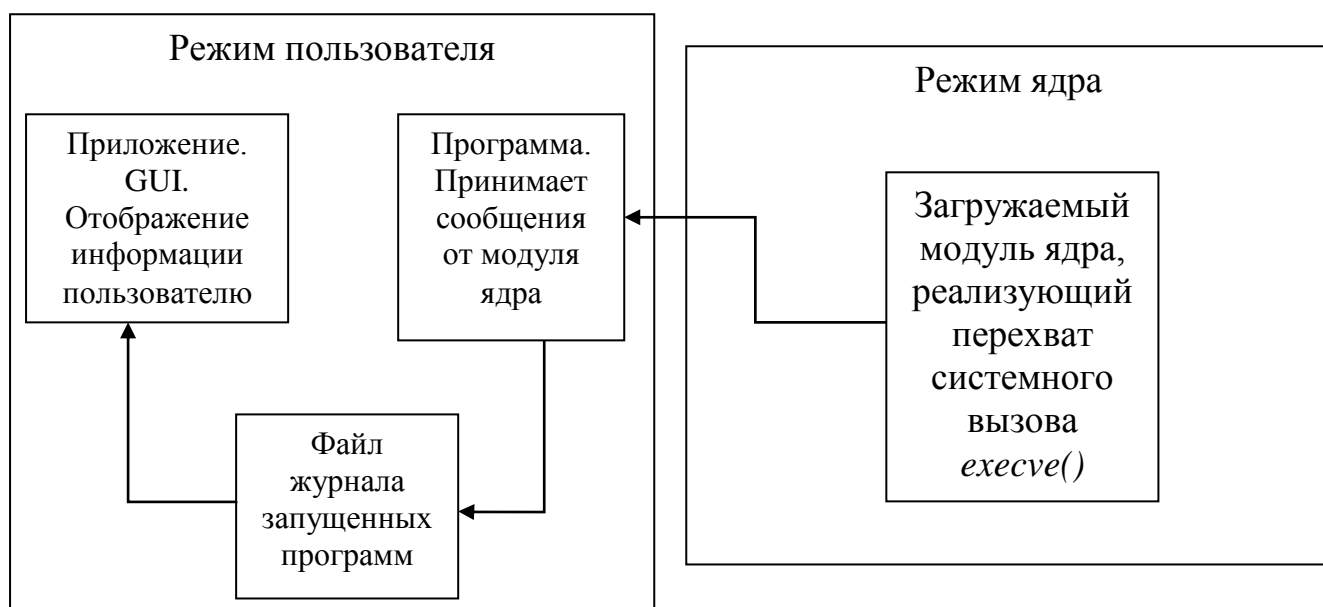 Режим пользователя
Приложение.
GUI.
Отображение
информации
пользователю
Программа.
Принимает
сообщения
от модуля
ядра
Файл
журнала
запущенных
программ
Режим ядра
Загружаемый
модуль ядра,
реализующий
перехват
системного
вызова
execve()